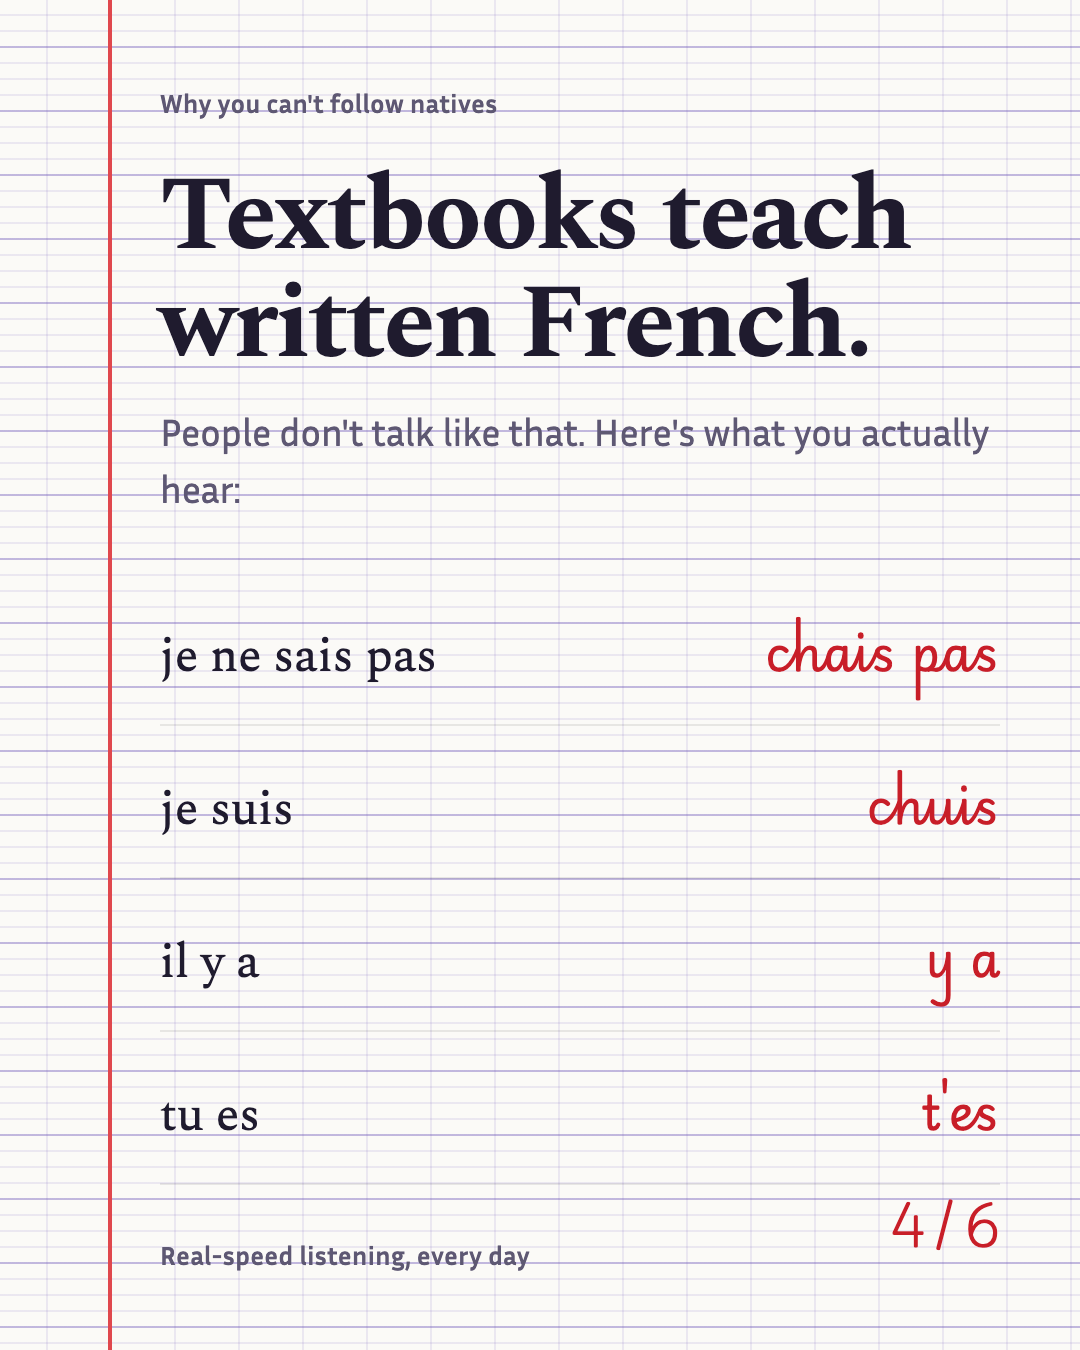 Why you can't follow natives
Textbooks teach
written French.
People don't talk like that. Here's what you actually
hear:
je ne sais pas chais pas
je suis chuis
il y a y a
tu es t'es
4/6
Real-speed listening, every day